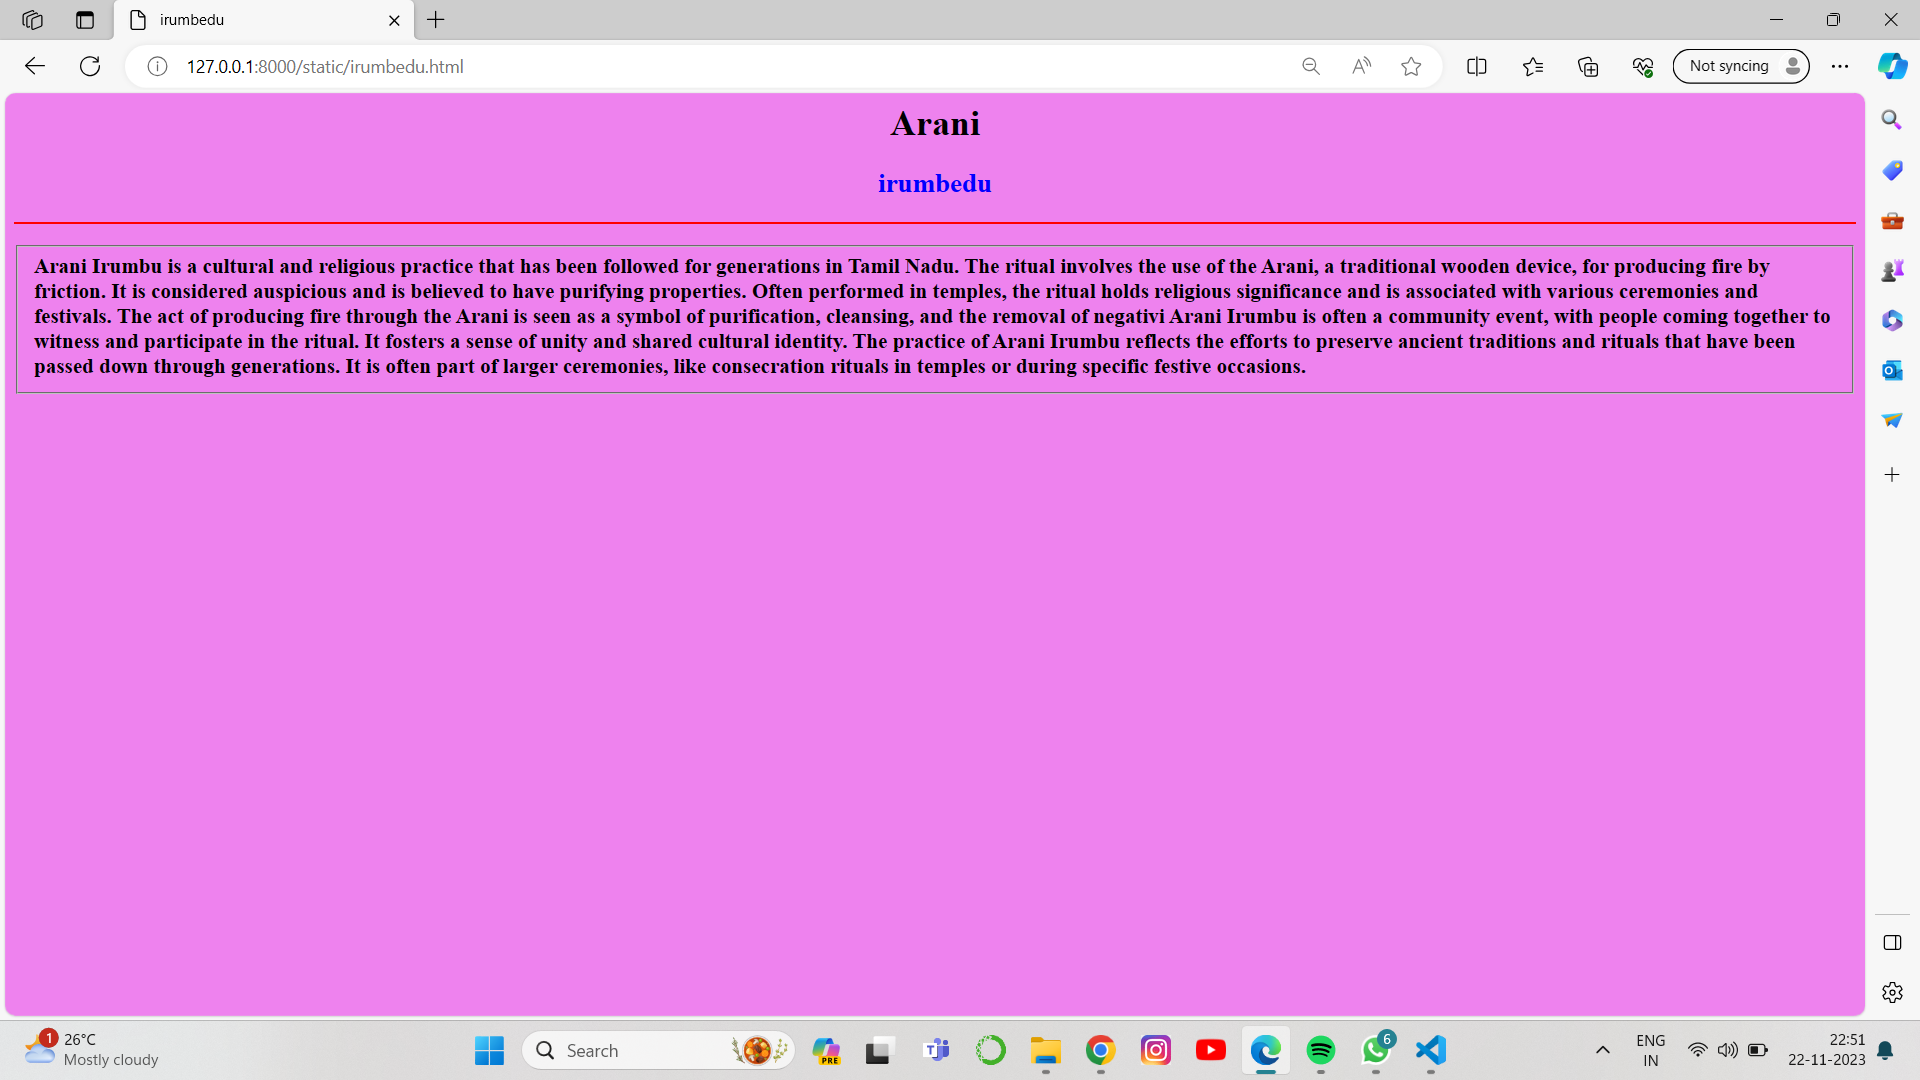 irumbedu
127.0.0.1:8000/static/irumbedu.html
Not syncing
Arani
irumbedu
Arani Irumbu is a cultural and religious practice that has been followed for generations in Tamil Nadu. The ritual involves the use of the Arani, a traditional wooden device, for producing fire by
friction. It is considered auspicious and is believed to have purifying properties. Often performed in temples, the ritual holds religious significance and is associated with various ceremonies and
festivals. The act of producing fire through the Arani is seen as a symbol of purification, cleansing, and the removal of negativi Arani Irumbu is often a community event, with people coming together to
witness and participate in the ritual. It fosters a sense of unity and shared cultural identity. The practice of Arani Irumbu reflects the efforts to preserve ancient traditions and rituals that have been
passed down through generations. It is often part of larger ceremonies, like consecration rituals in temples or during specific festive occasions.
1
26°C
Mostly cloudy
Search
PRE
6
ENG
IN
22:51
22-11-2023